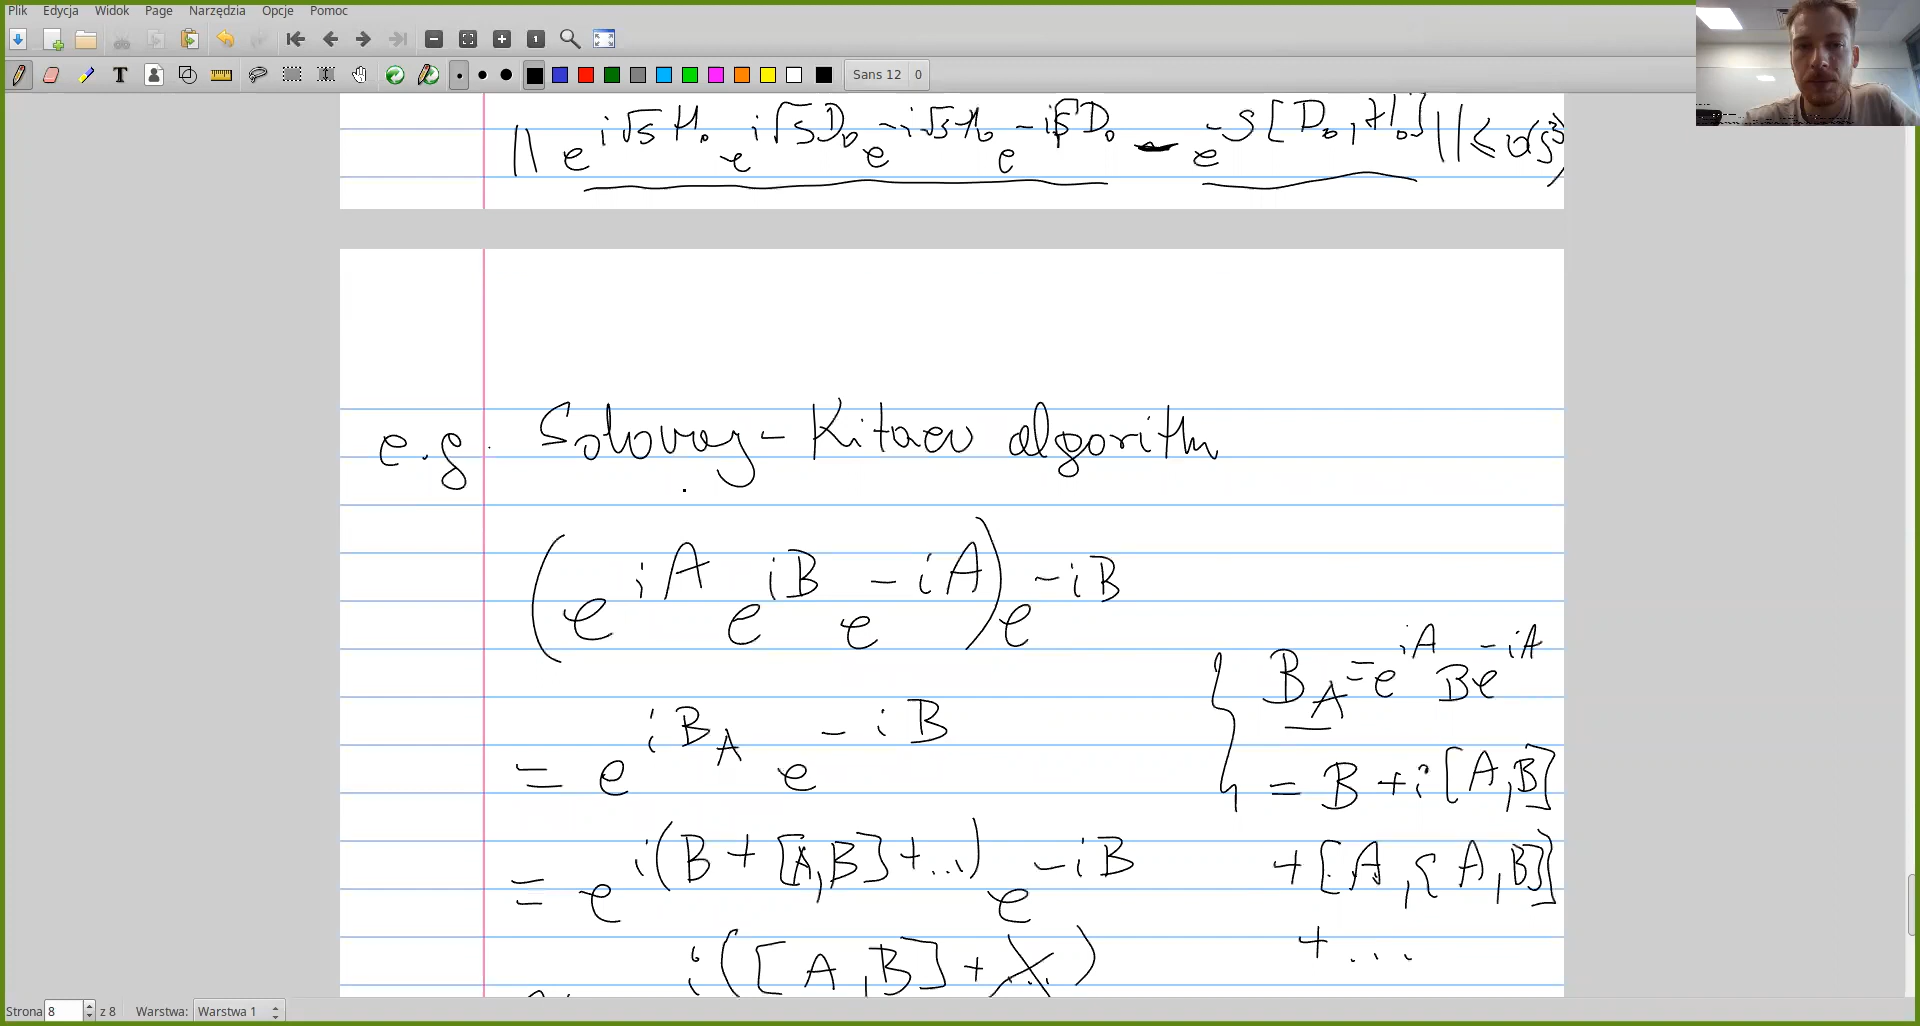 Plik Edycja Widok Page Narzędzia Opcje Pomoc
Sans 12 0
|| e^{i√s H₀} e^{i√s D₀} e^{-i√s H₀} e^{-i√s D₀} - e^{-s[D₀, H₀]} || ≤ O(s^{3
e.g. Solovay-Kitaev algorithm
(e^{iA} e^{iB} e^{-iA}) e^{-iB}
= e^{iB_A} e^{-iB}
{ B_A = e^{iA} B e^{-iA}
= B + i[A,B]
= e^{i(B + [A,B] + ...)} e^{-iB}
+ [A, [A,B]]
+ ...
i([A,B] +
Strona 8 z 8 Warstwa: Warstwa 1